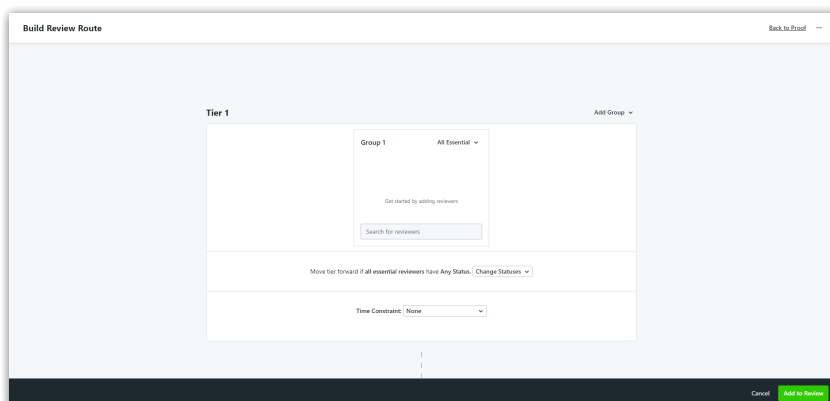 Build Review Route
Back to Proof
Tier 1
Add Group
Group 1
All Essential
Get started by adding reviewers
Search for reviewers
Move tier forward if all essential reviewers have Any Status. Change Statuses
Time Constraint: None
Cancel
Add to Review